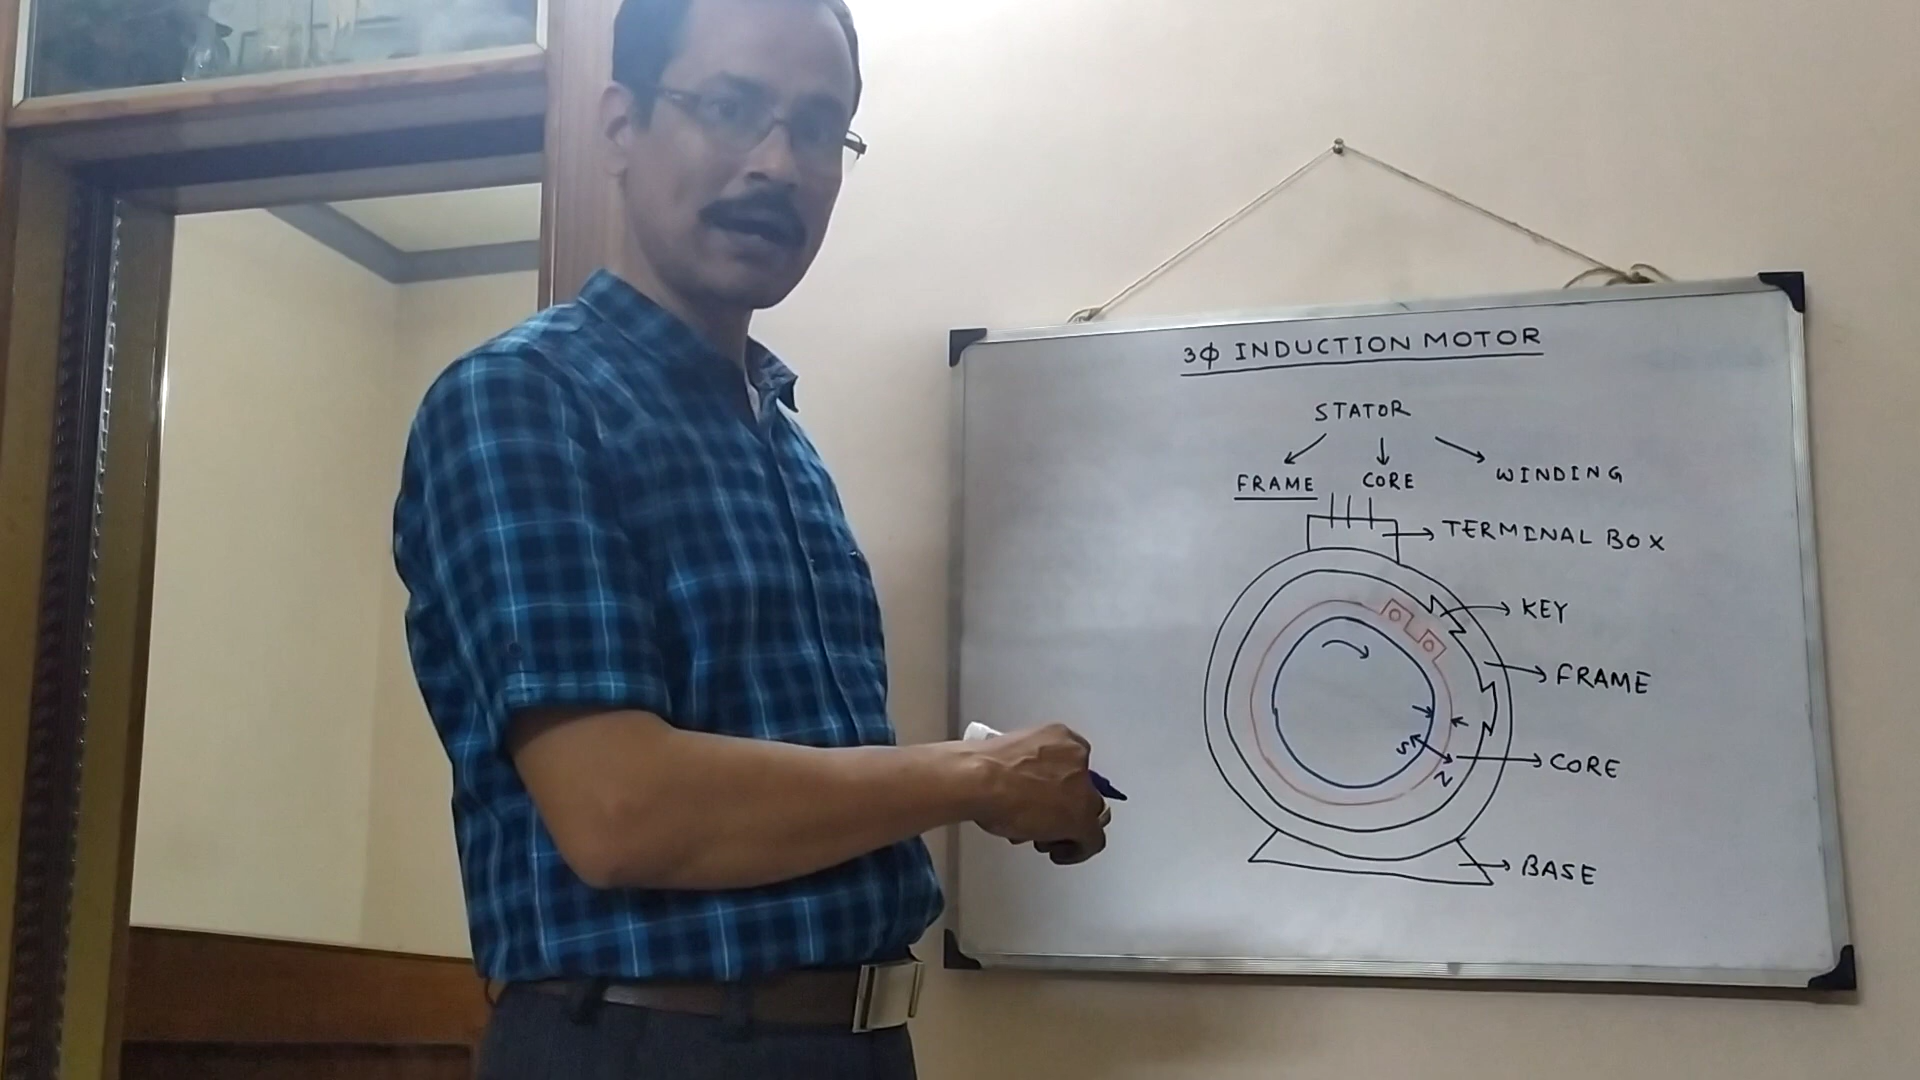 3ϕ INDUCTION MOTOR
STATOR
FRAME CORE WINDING
TERMINAL BOX
KEY
FRAME
S
N
CORE
BASE